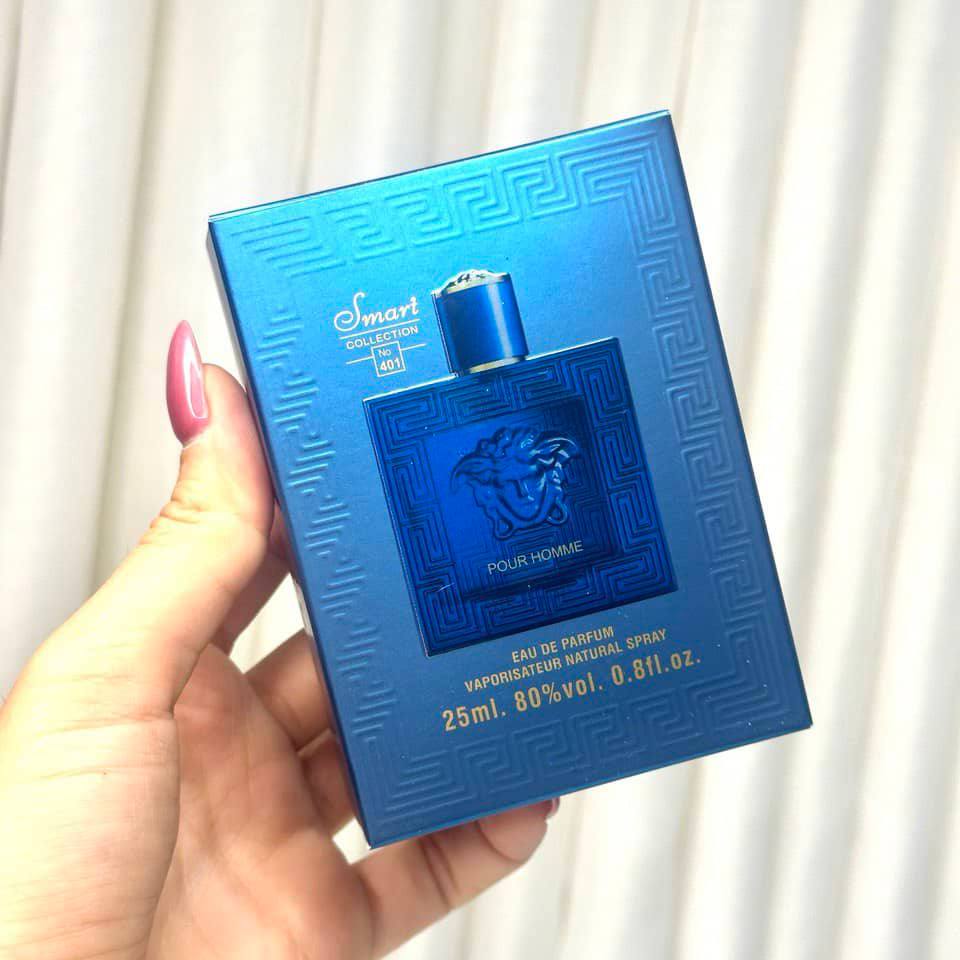 Smart
COLLECTION
No
401
POUR HOMME
EAU DE PARFUM
VAPORISATEUR NATURAL SPRAY
25ml. 80%vol. 0.8fl.oz.